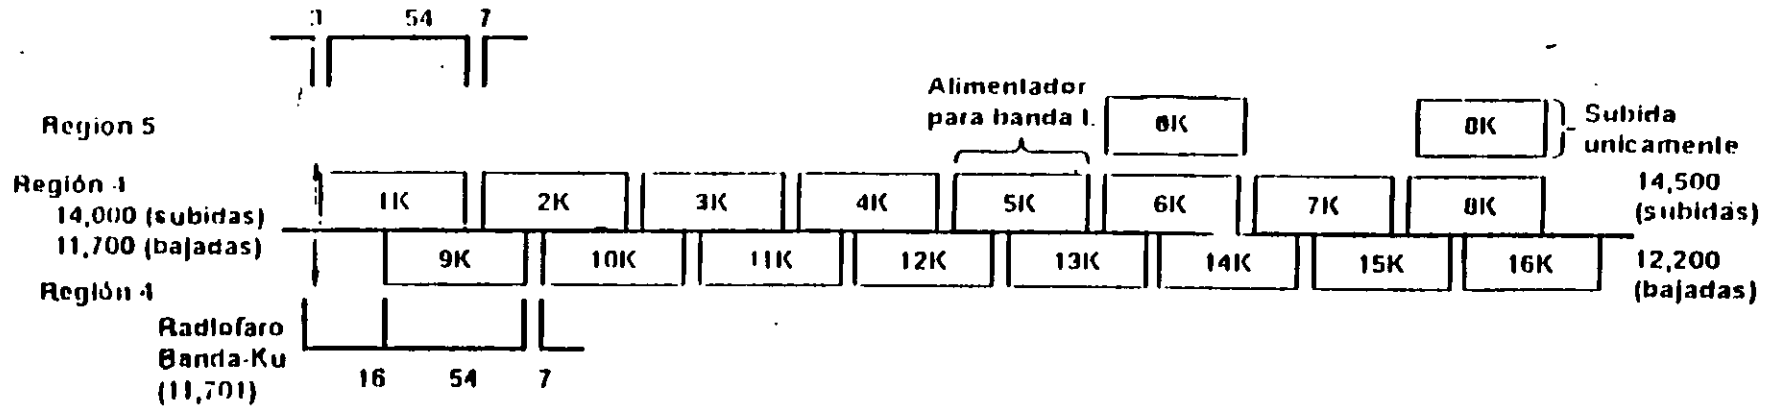 3 54 7
Alimentador
para banda L
Region 5
6K
8K
Subida
unicamente
Región 4
14,000 (subidas)
11,700 (bajadas)
1K 2K 3K 4K 5K 6K 7K 8K
14,500
(subidas)
9K 10K 11K 12K 13K 14K 15K 16K
12,200
(bajadas)
Región 4
Radiofaro
Banda-Ku
(11,701)
16 54 7